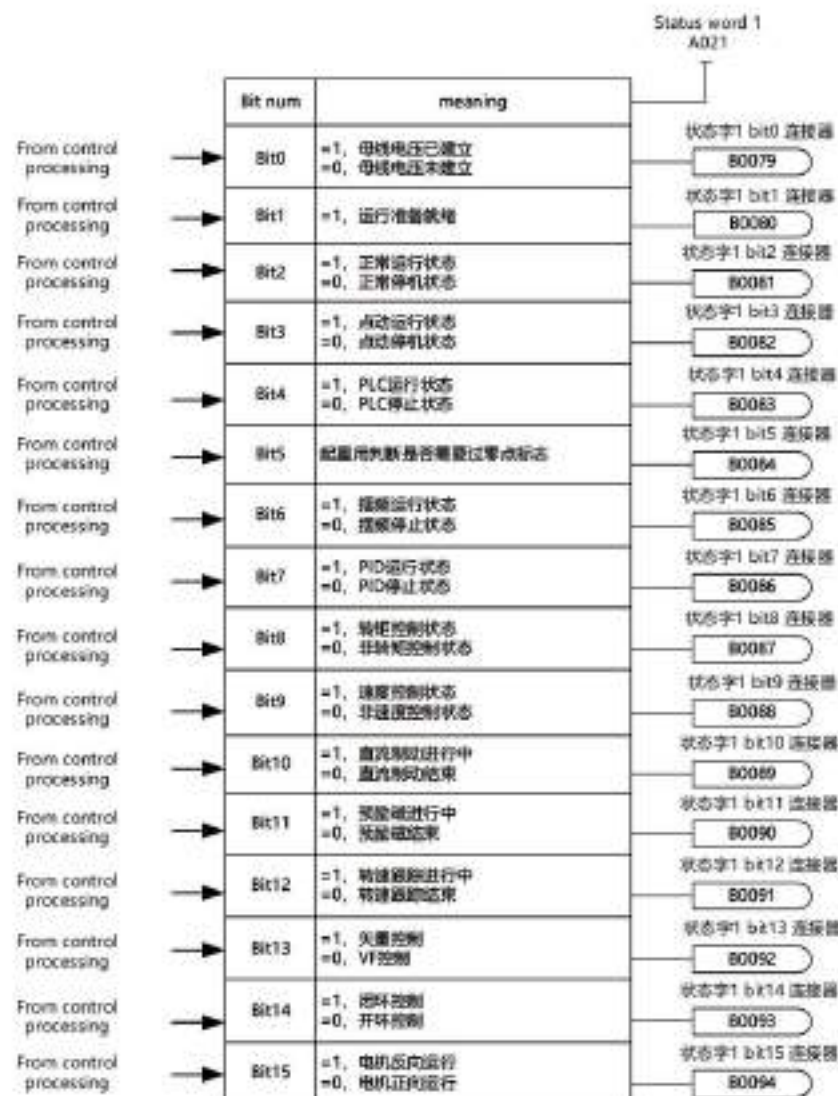 Status word 1
A021
Bit num meaning
From control
processing
Bit0
=1, 母线电压已建立
=0, 母线电压未建立
状态字1 bit0 连接器
B0079
From control
processing
Bit1
=1, 运行准备就绪
状态字1 bit1 连接器
B0080
From control
processing
Bit2
=1, 正常运行状态
=0, 正常停机状态
状态字1 bit2 连接器
B0081
From control
processing
Bit3
=1, 点动运行状态
=0, 点动停机状态
状态字1 bit3 连接器
B0082
From control
processing
Bit4
=1, PLC运行状态
=0, PLC停止状态
状态字1 bit4 连接器
B0083
From control
processing
Bit5
起重用判断是否需要过零点标志
状态字1 bit5 连接器
B0084
From control
processing
Bit6
=1, 摆频运行状态
=0, 摆频停止状态
状态字1 bit6 连接器
B0085
From control
processing
Bit7
=1, PID运行状态
=0, PID停止状态
状态字1 bit7 连接器
B0086
From control
processing
Bit8
=1, 转矩控制状态
=0, 非转矩控制状态
状态字1 bit8 连接器
B0087
From control
processing
Bit9
=1, 速度控制状态
=0, 非速度控制状态
状态字1 bit9 连接器
B0088
From control
processing
Bit10
=1, 直流制动进行中
=0, 直流制动结束
状态字1 bit10 连接器
B0089
From control
processing
Bit11
=1, 预励磁进行中
=0, 预励磁结束
状态字1 bit11 连接器
B0090
From control
processing
Bit12
=1, 转速跟踪进行中
=0, 转速跟踪结束
状态字1 bit12 连接器
B0091
From control
processing
Bit13
=1, 矢量控制
=0, VF控制
状态字1 bit13 连接器
B0092
From control
processing
Bit14
=1, 闭环控制
=0, 开环控制
状态字1 bit14 连接器
B0093
From control
processing
Bit15
=1, 电机反向运行
=0, 电机正向运行
状态字1 bit15 连接器
B0094